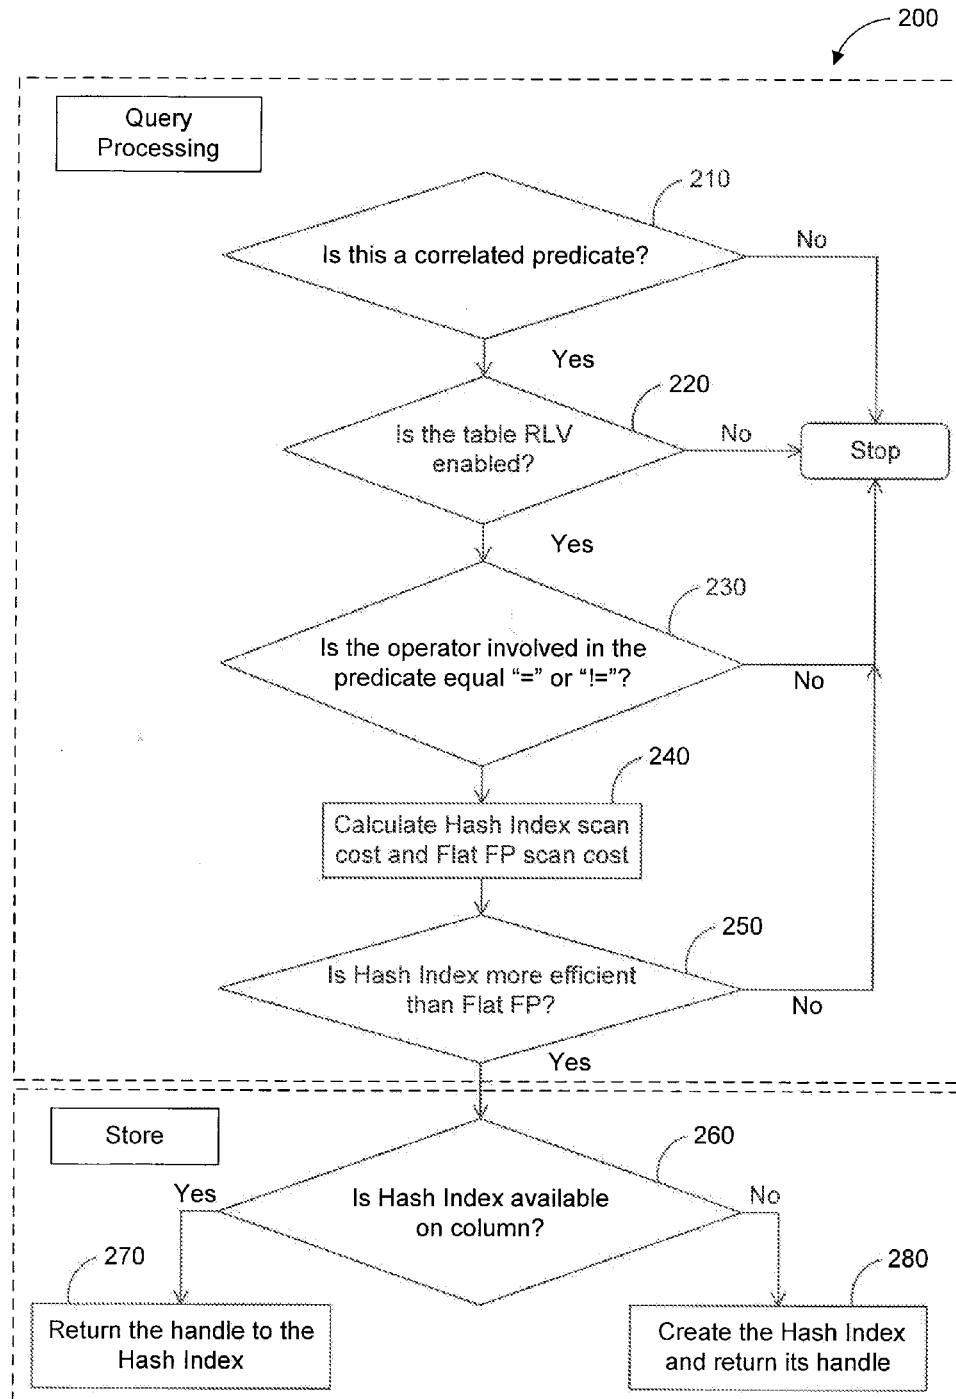 200
Query
Processing
210
Is this a correlated predicate?
No
Yes
220
Is the table RLV
enabled?
No
Stop
Yes
230
Is the operator involved in the
predicate equal “=” or “!=”?
No
240
Calculate Hash Index scan
cost and Flat FP scan cost
250
Is Hash Index more efficient
than Flat FP?
No
Yes
Store
260
Is Hash Index available
on column?
Yes
No
270
Return the handle to the
Hash Index
280
Create the Hash Index
and return its handle